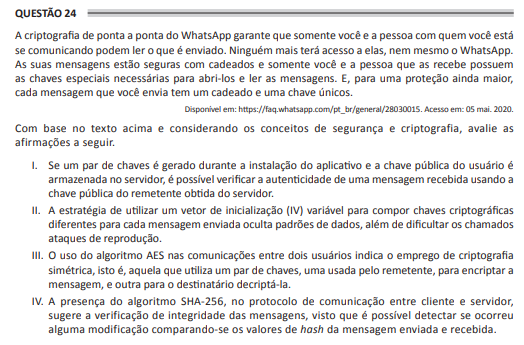 QUESTÃO 24
A criptografia de ponta a ponta do WhatsApp garante que somente você e a pessoa com quem você está
se comunicando podem ler o que é enviado. Ninguém mais terá acesso a elas, nem mesmo o WhatsApp.
As suas mensagens estão seguras com cadeados e somente você e a pessoa que as recebe possuem
as chaves especiais necessárias para abri-los e ler as mensagens. E, para uma proteção ainda maior,
cada mensagem que você envia tem um cadeado e uma chave únicos.
Disponível em: https://faq.whatsapp.com/pt_br/general/28030015. Acesso em: 05 mai. 2020.
Com base no texto acima e considerando os conceitos de segurança e criptografia, avalie as
afirmações a seguir.
I. Se um par de chaves é gerado durante a instalação do aplicativo e a chave pública do usuário é
armazenada no servidor, é possível verificar a autenticidade de uma mensagem recebida usando a
chave pública do remetente obtida do servidor.
II. A estratégia de utilizar um vetor de inicialização (IV) variável para compor chaves criptográficas
diferentes para cada mensagem enviada oculta padrões de dados, além de dificultar os chamados
ataques de reprodução.
III. O uso do algoritmo AES nas comunicações entre dois usuários indica o emprego de criptografia
simétrica, isto é, aquela que utiliza um par de chaves, uma usada pelo remetente, para encriptar a
mensagem, e outra para o destinatário decriptá-la.
IV. A presença do algoritmo SHA-256, no protocolo de comunicação entre cliente e servidor,
sugere a verificação de integridade das mensagens, visto que é possível detectar se ocorreu
alguma modificação comparando-se os valores de hash da mensagem enviada e recebida.